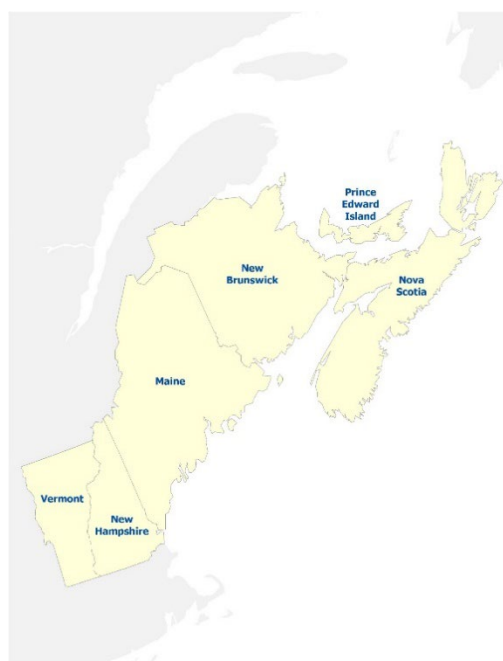 Prince
Edward
Island
New
Brunswick
Nova
Scotia
Maine
Vermont
New
Hampshire